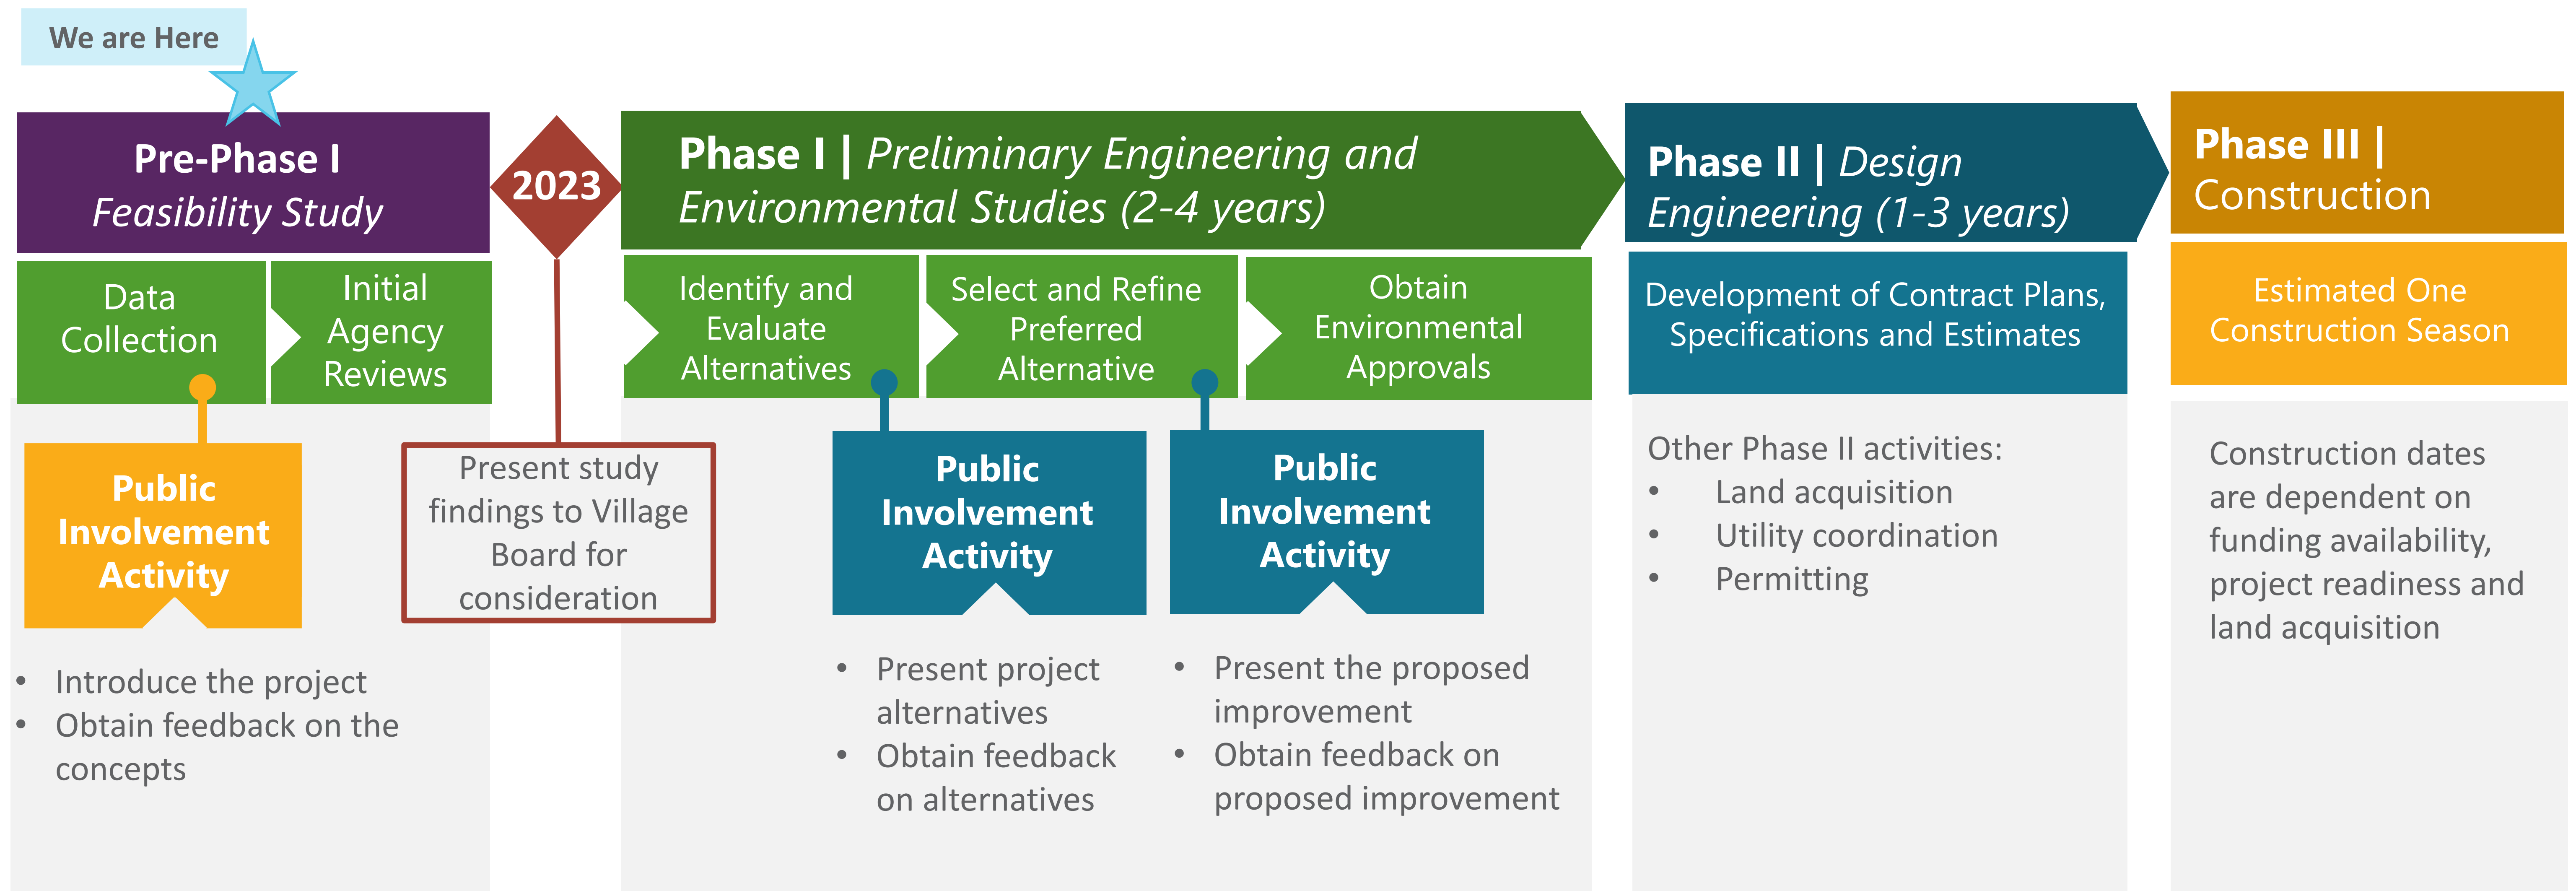 We are Here
Pre-Phase I
Feasibility Study
Data
Collection
Initial
Agency
Reviews
Public
Involvement
Activity
• Introduce the project
• Obtain feedback on the
concepts
2023
Present study
findings to Village
Board for
consideration
Phase I | Preliminary Engineering and
Environmental Studies (2-4 years)
Identify and
Evaluate
Alternatives
Select and Refine
Preferred
Alternative
Obtain
Environmental
Approvals
Public
Involvement
Activity
• Present project
alternatives
• Obtain feedback
on alternatives
Public
Involvement
Activity
• Present the proposed
improvement
• Obtain feedback on
proposed improvement
Phase II | Design
Engineering (1-3 years)
Development of Contract Plans,
Specifications and Estimates
Other Phase II activities:
• Land acquisition
• Utility coordination
• Permitting
Phase III |
Construction
Estimated One
Construction Season
Construction dates
are dependent on
funding availability,
project readiness and
land acquisition